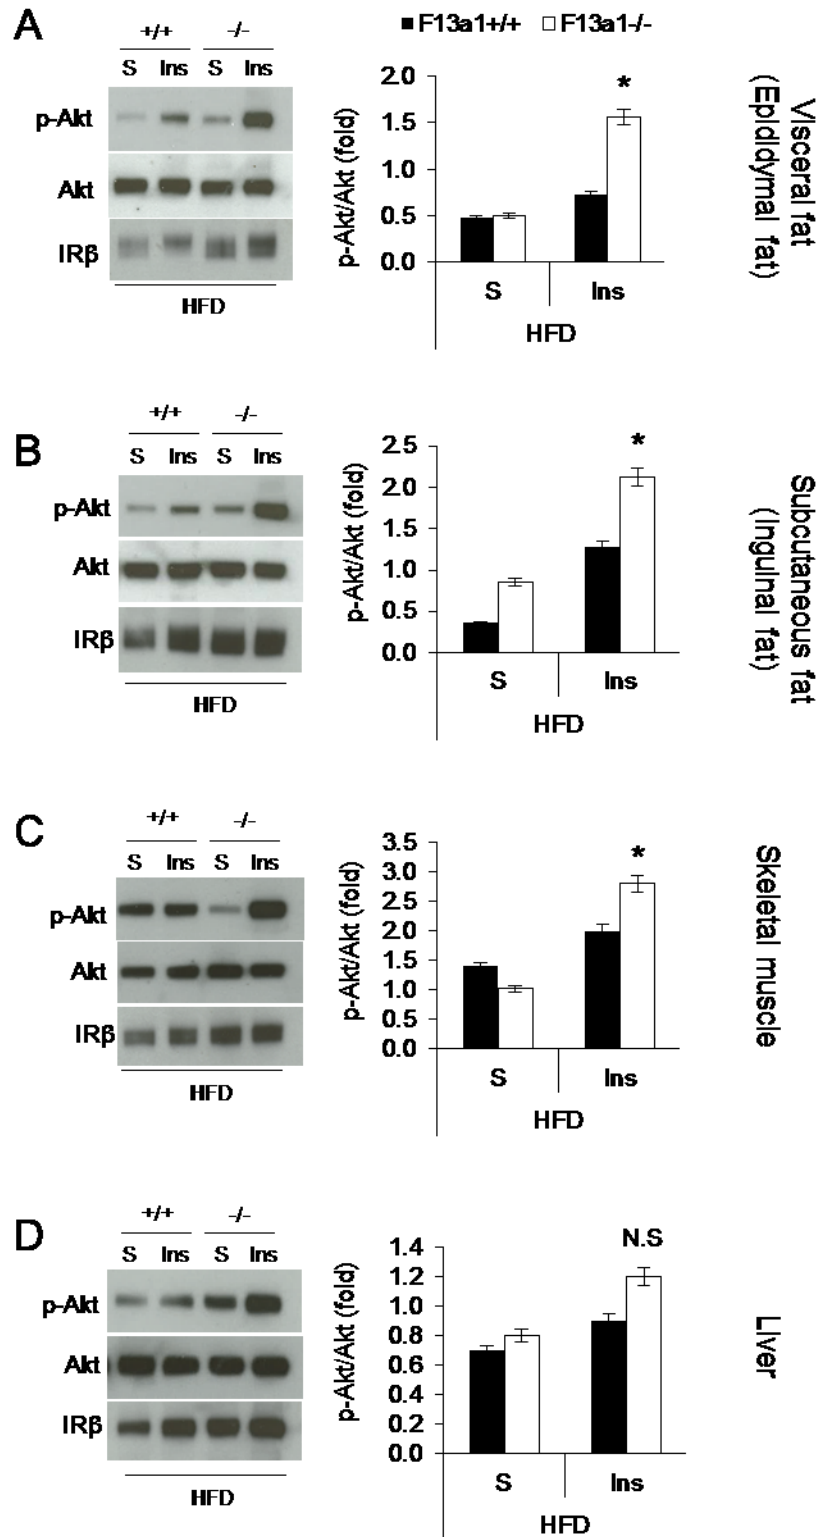 A
+/+ -/-
S Ins S Ins
p-Akt
Akt
IRβ
HFD
F13a1+/+ F13a1-/-
p-Akt/Akt (fold)
2.0
1.5
1.0
0.5
0.0
*
S Ins
HFD
Visceral fat
(Epididymal fat)
B
+/+ -/-
S Ins S Ins
p-Akt
Akt
IRβ
HFD
p-Akt/Akt (fold)
2.5
2.0
1.5
1.0
0.5
0.0
*
S Ins
HFD
Subcutaneous fat
(Inguinal fat)
C
+/+ -/-
S Ins S Ins
p-Akt
Akt
IRβ
HFD
p-Akt/Akt (fold)
3.5
3.0
2.5
2.0
1.5
1.0
0.5
0.0
*
S Ins
HFD
Skeletal muscle
D
+/+ -/-
S Ins S Ins
p-Akt
Akt
IRβ
HFD
p-Akt/Akt (fold)
1.4
1.2
1.0
0.8
0.6
0.4
0.2
0.0
N.S
S Ins
HFD
Liver